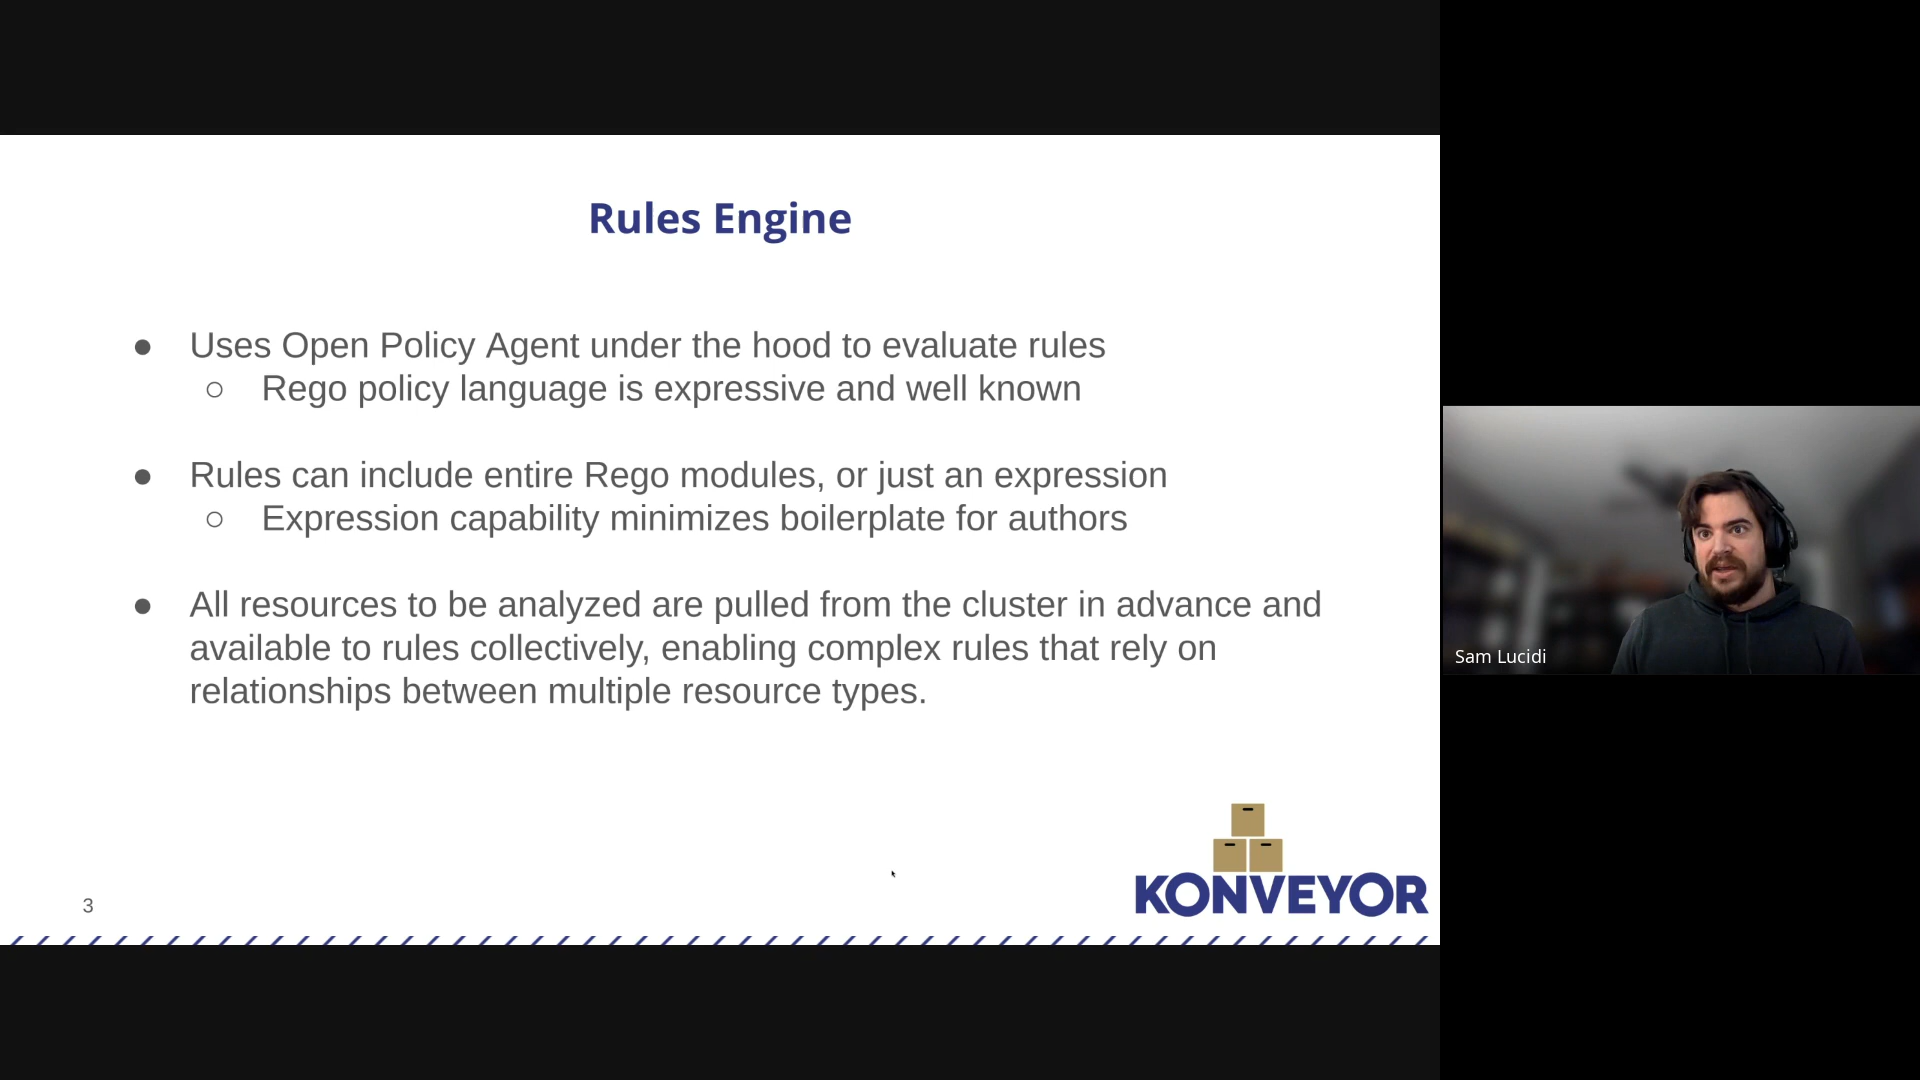 Rules Engine
● Uses Open Policy Agent under the hood to evaluate rules
○ Rego policy language is expressive and well known
● Rules can include entire Rego modules, or just an expression
○ Expression capability minimizes boilerplate for authors
● All resources to be analyzed are pulled from the cluster in advance and
available to rules collectively, enabling complex rules that rely on
relationships between multiple resource types.
Sam Lucidi
KONVEYOR
3